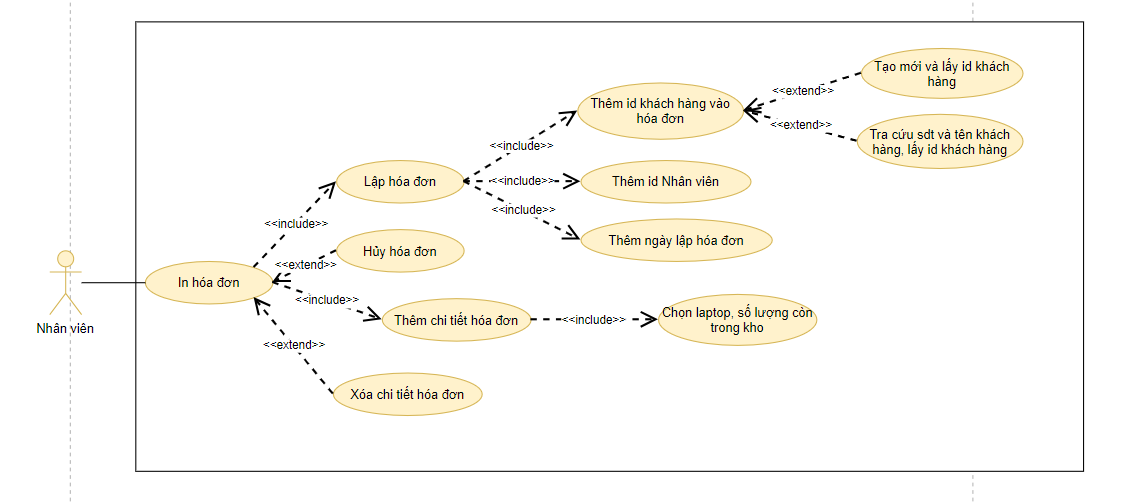 Tạo mới và lấy id khách
hàng
<<extend>>
Thêm id khách hàng vào
hóa đơn
<<extend>>
Tra cứu sdt và tên khách
hàng, lấy id khách hàng
<<include>>
Lập hóa đơn
<<include>>
Thêm id Nhân viên
<<include>>
<<include>>
Thêm ngày lập hóa đơn
Hủy hóa đơn
<<extend>>
In hóa đơn
<<include>>
Thêm chi tiết hóa đơn
<<include>>
Chọn laptop, số lượng còn
trong kho
Nhân viên
<<extend>>
Xóa chi tiết hóa đơn